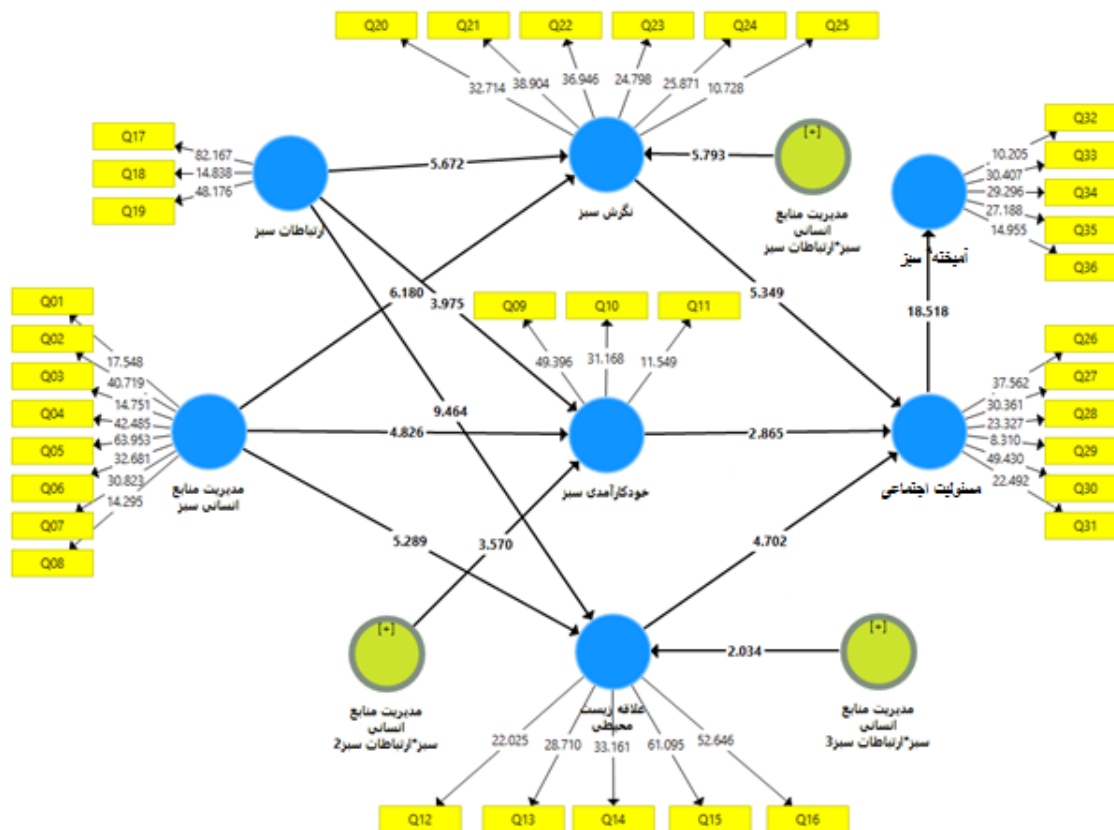 Q20
Q21
Q22
Q23
Q24
Q25
32.714
38.904
36.946
24.798
25.871
10.728
Q17
Q18
Q19
82.167
14.838
48.176
ارتباطات سبز
5.672
نگرش سبز
5.793
[+]
مدیریت منابع
انسانی
سبز*ارتباطات سبز
Q32
Q33
Q34
Q35
Q36
10.205
30.407
29.296
27.188
14.955
آمیخته سبز
6.180
3.975
9.464
5.349
18.518
Q01
Q02
Q03
Q04
Q05
Q06
Q07
Q08
17.548
40.719
14.751
42.485
63.953
32.681
30.823
14.295
مدیریت منابع
انسانی سبز
Q09
Q10
Q11
49.396
31.168
11.549
4.826
خودکارآمدی سبز
2.865
Q26
Q27
Q28
Q29
Q30
Q31
37.562
30.361
23.327
8.310
49.430
22.492
مسئولیت اجتماعی
5.289
3.570
4.702
[+]
مدیریت منابع
انسانی
سبز*ارتباطات سبز2
علاقه زیست
محیطی
2.034
[+]
مدیریت منابع
انسانی
سبز*ارتباطات سبز3
22.025
28.710
33.161
61.095
52.646
Q12
Q13
Q14
Q15
Q16